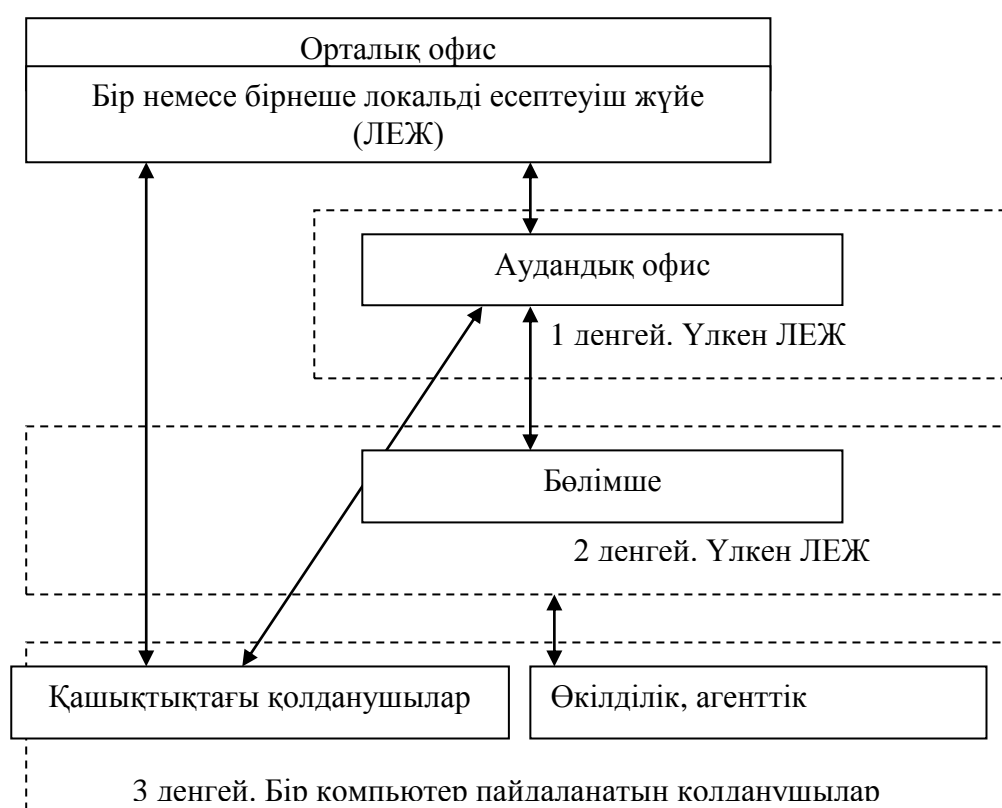 Орталық офис
Бір немесе бірнеше локальді есептеуіш жүйе
(ЛЕЖ)
Аудандық офис
1 денгей. Үлкен ЛЕЖ
Бөлімше
2 денгей. Үлкен ЛЕЖ
Қашықтықтағы қолданушылар
Өкілділік, агенттік
3 денгей. Бір компьютер пайдаланатын қолданушылар